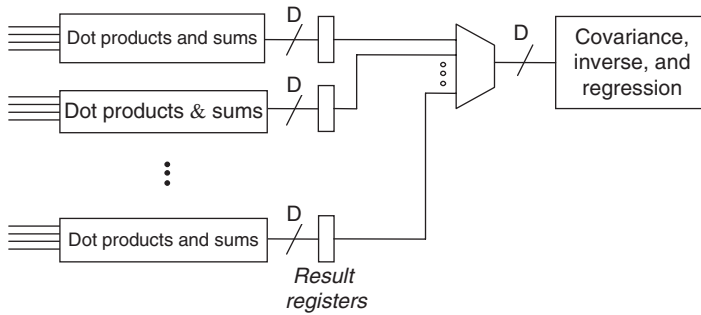 Dot products and sums
D
D
Covariance,
inverse, and
regression
Dot products & sums
D
Dot products and sums
D
Result
registers